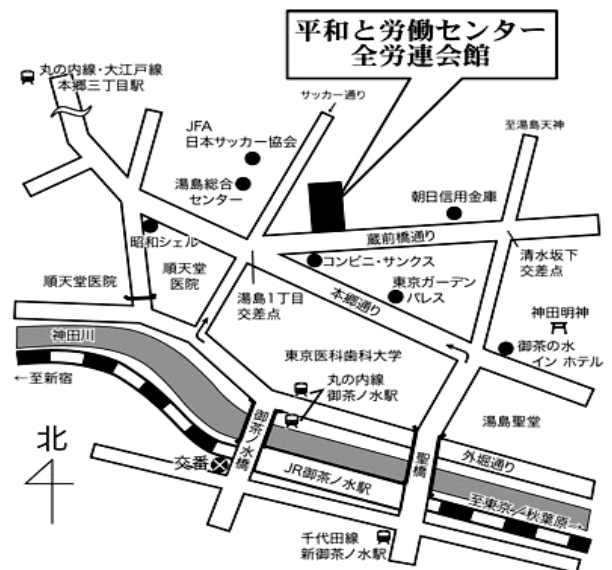 平和と労働センター
全労連会館
丸の内線・大江戸線
本郷三丁目駅
サッカー通り
JFA
日本サッカー協会
至湯島天神
湯島総合
センター
朝日信用金庫
昭和シェル
蔵前橋通り
コンビニ・サンクス
清水坂下
交差点
順天堂医院
順天堂
医院
湯島1丁目
交差点
本郷通り
東京ガーデン
パレス
神田明神
神田川
東京医科歯科大学
御茶の水
イン ホテル
←至新宿
丸の内線
御茶ノ水駅
湯島聖堂
御茶ノ水橋
聖橋
外堀通り
北
交番
JR御茶ノ水駅
至東京／秋葉原→
千代田線
新御茶ノ水駅